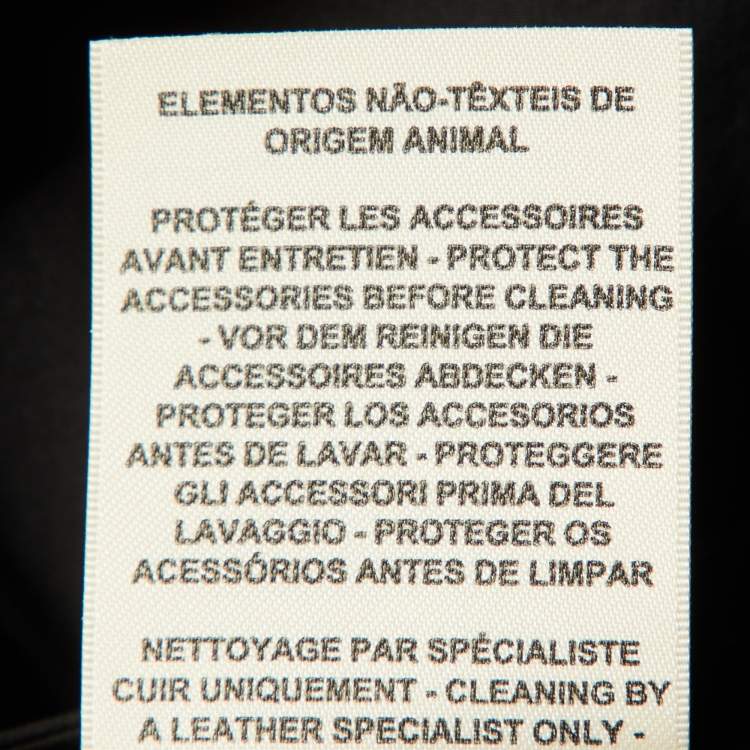 ELEMENTOS NÃO-TÊXTEIS DE
ORIGEM ANIMAL
PROTÉGER LES ACCESSOIRES
AVANT ENTRETIEN - PROTECT THE
ACCESSORIES BEFORE CLEANING
- VOR DEM REINIGEN DIE
ACCESSOIRES ABDECKEN -
PROTEGER LOS ACCESORIOS
ANTES DE LAVAR - PROTEGGERE
GLI ACCESSORI PRIMA DEL
LAVAGGIO - PROTEGER OS
ACESSÓRIOS ANTES DE LIMPAR
NETTOYAGE PAR SPÉCIALISTE
CUIR UNIQUEMENT - CLEANING BY
A LEATHER SPECIALIST ONLY -